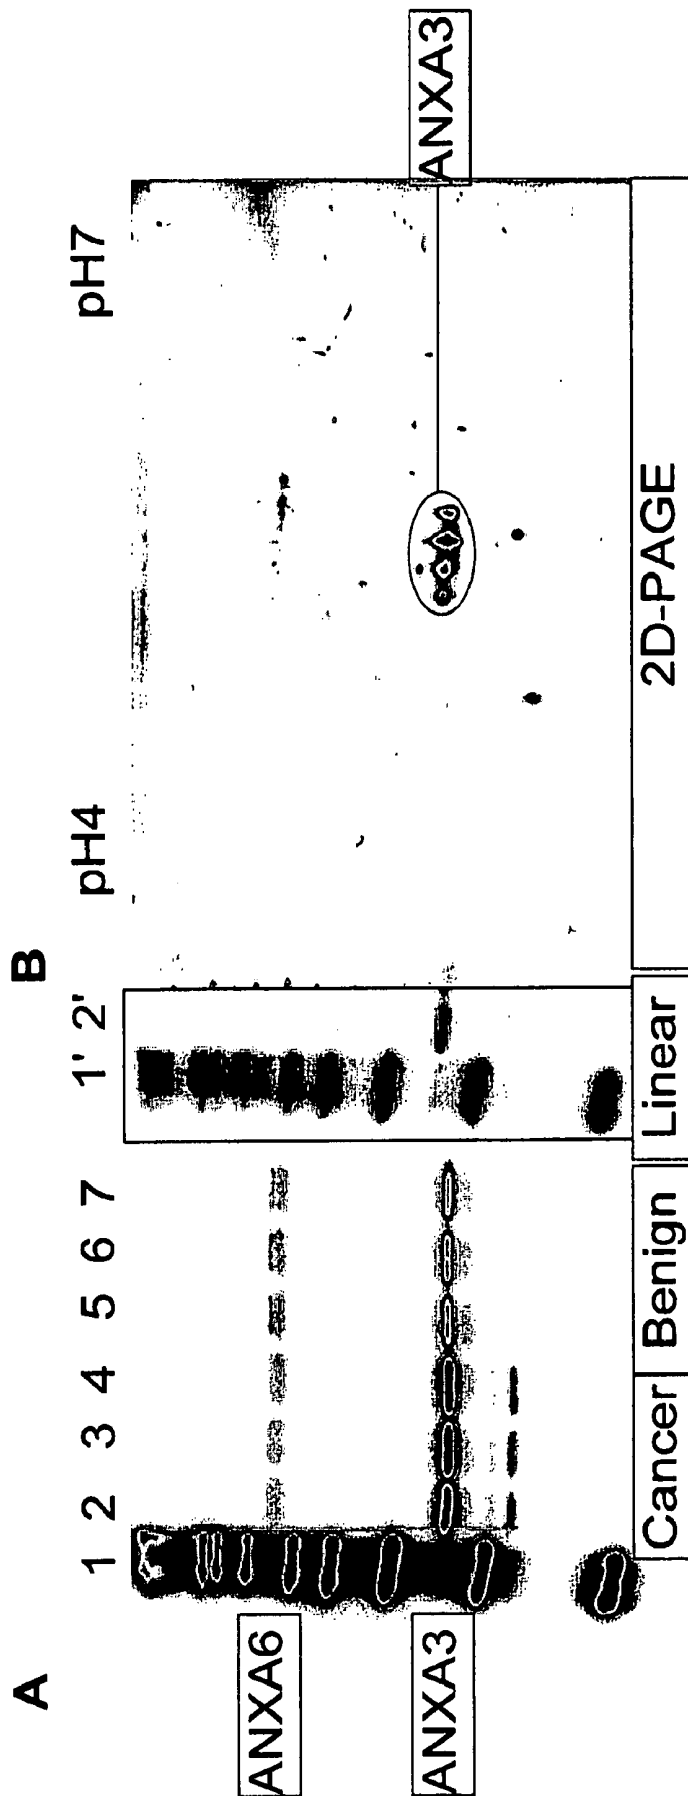 A
B
1 2 3 4 5 6 7
1' 2'
pH4
pH7
ANXA6
ANXA3
ANXA3
Cancer
Benign
Linear
2D-PAGE